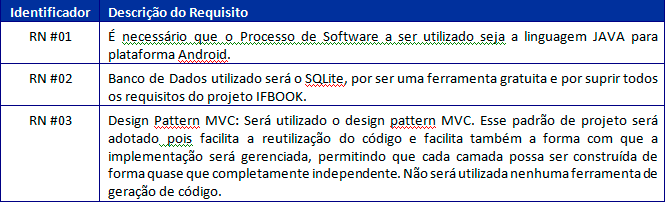 Identificador Descrição do Requisito
RN #01 É necessário que o Processo de Software a ser utilizado seja a linguagem JAVA para
plataforma Android.
RN #02 Banco de Dados utilizado será o SQLite, por ser uma ferramenta gratuita e por suprir todos
os requisitos do projeto IFBOOK.
RN #03 Design Pattern MVC: Será utilizado o design pattern MVC. Esse padrão de projeto será
adotado pois facilita a reutilização do código e facilita também a forma com que a
implementação será gerenciada, permitindo que cada camada possa ser construída de
forma quase que completamente independente. Não será utilizada nenhuma ferramenta de
geração de código.